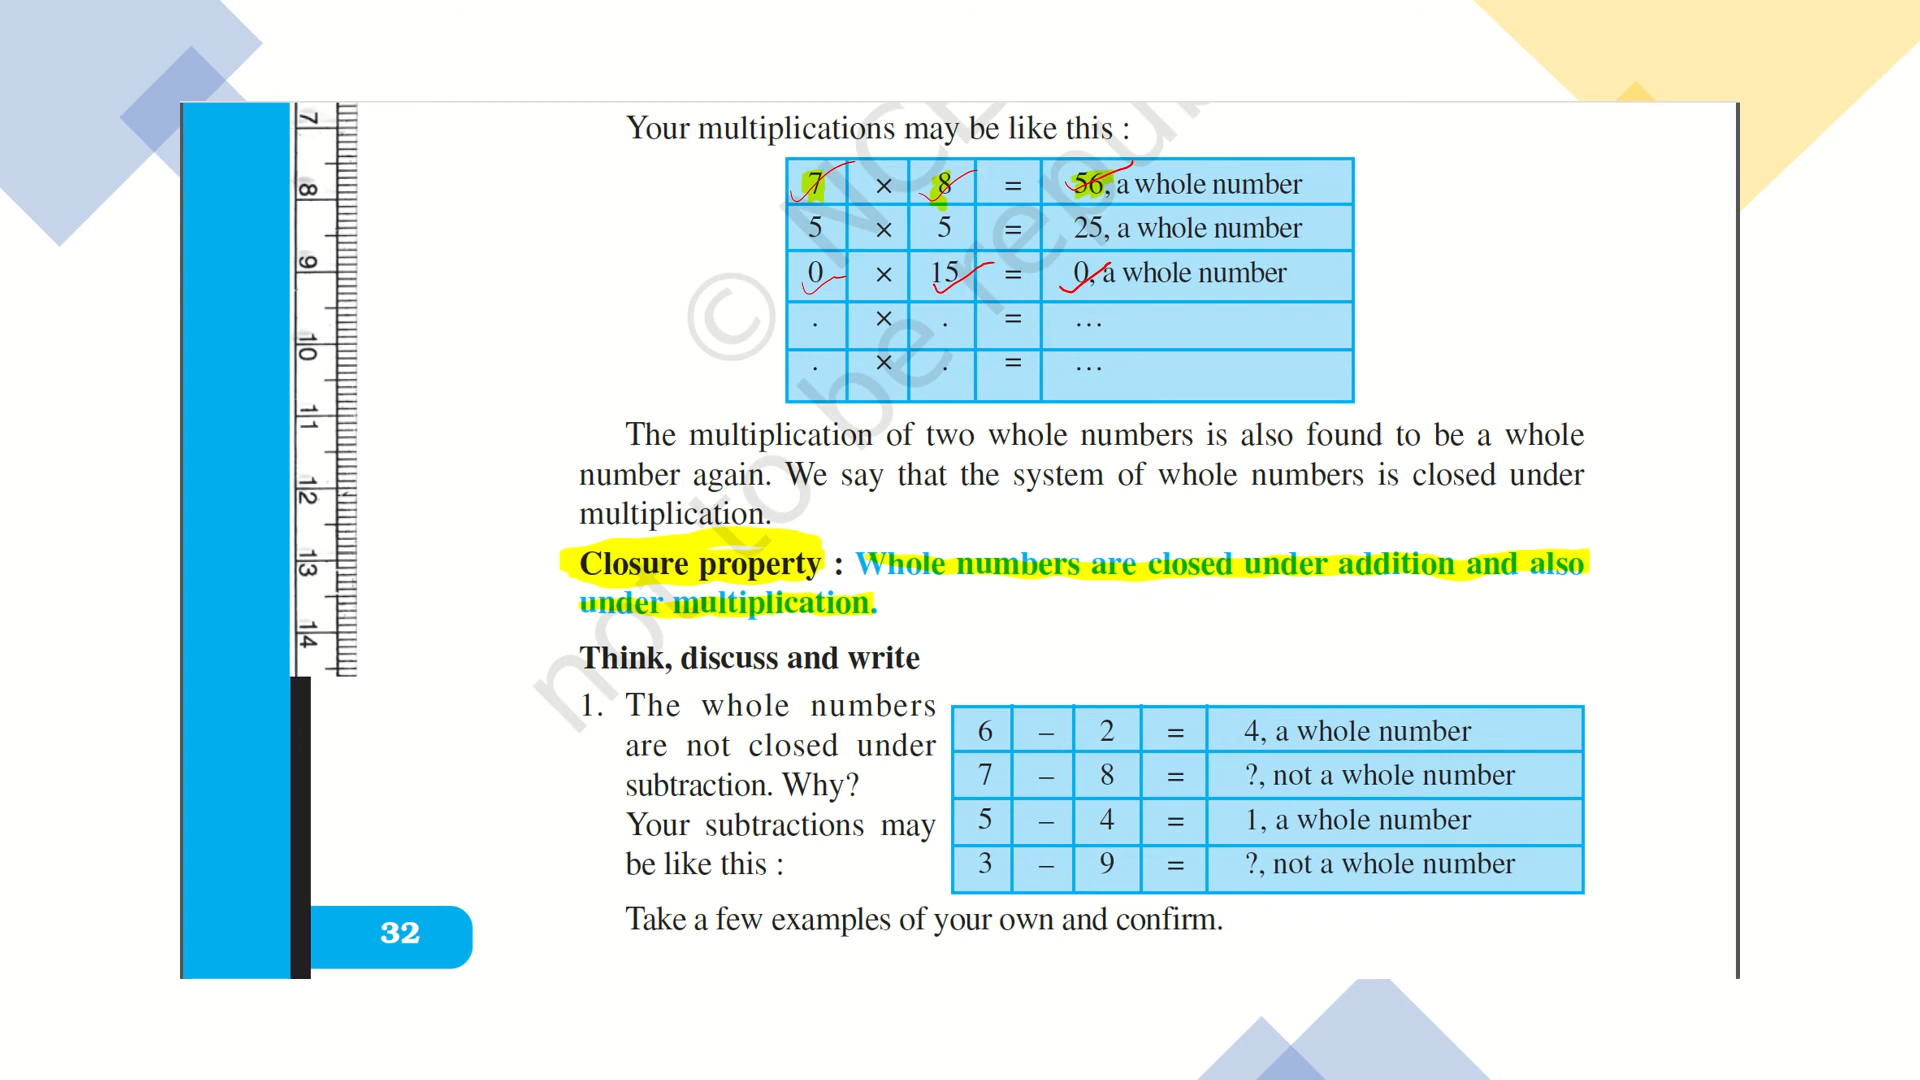 Your multiplications may be like this :
7 × 8 = 56, a whole number
5 × 5 = 25, a whole number
0 × 15 = 0, a whole number
. × . = ...
. × . = ...
The multiplication of two whole numbers is also found to be a whole
number again. We say that the system of whole numbers is closed under
multiplication.
Closure property : Whole numbers are closed under addition and also
under multiplication.
Think, discuss and write
1. The whole numbers
are not closed under
subtraction. Why?
Your subtractions may
be like this :
6 – 2 = 4, a whole number
7 – 8 = ?, not a whole number
5 – 4 = 1, a whole number
3 – 9 = ?, not a whole number
Take a few examples of your own and confirm.
32
7
8
9
10
11
12
13
14
©
not to be